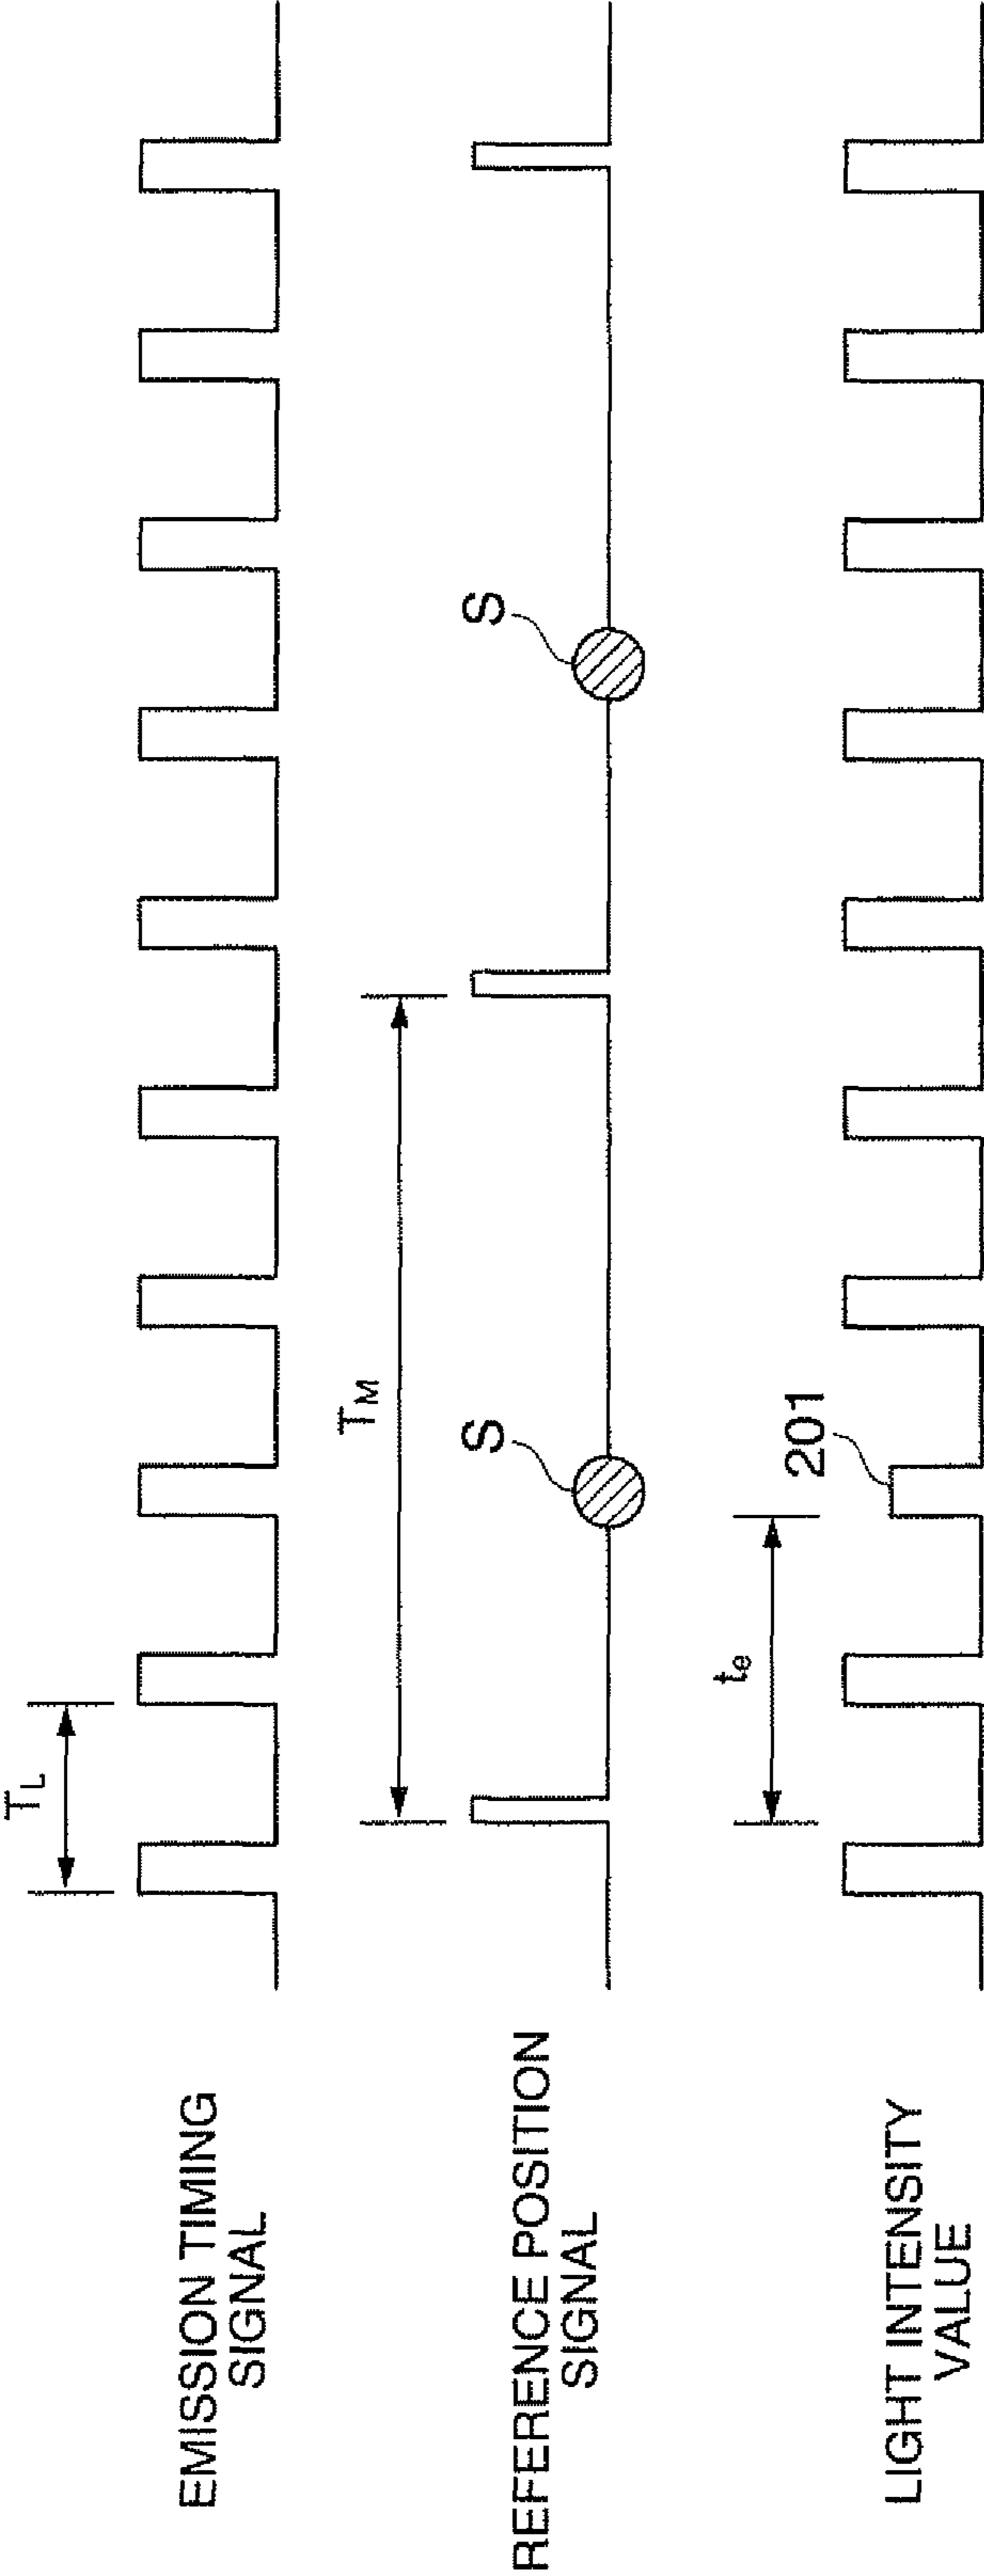 EMISSION TIMING
SIGNAL
TL
REFERENCE POSITION
SIGNAL
TM
S
S
LIGHT INTENSITY
VALUE
te
201